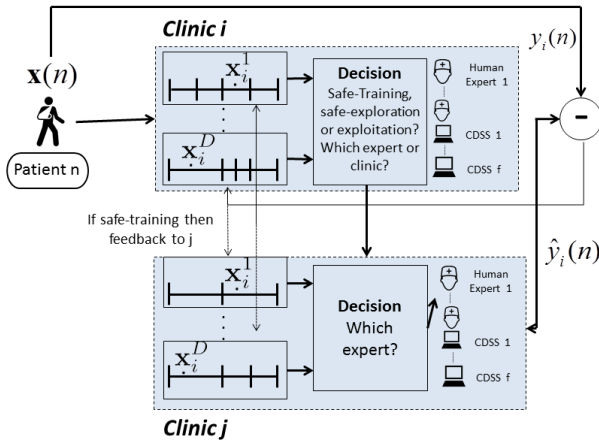 Clinic i
y_i(n)
x(n)
Patient n
x_i^1
x_i^D
Decision
Safe-Training,
safe-exploration
or exploitation?
Which expert or
clinic?
Human
Expert 1
CDSS 1
CDSS f
-
If safe-training then
feedback to j
ŷ_i(n)
x_i^1
x_i^D
Decision
Which
expert?
Human
Expert 1
CDSS 1
CDSS f
Clinic j